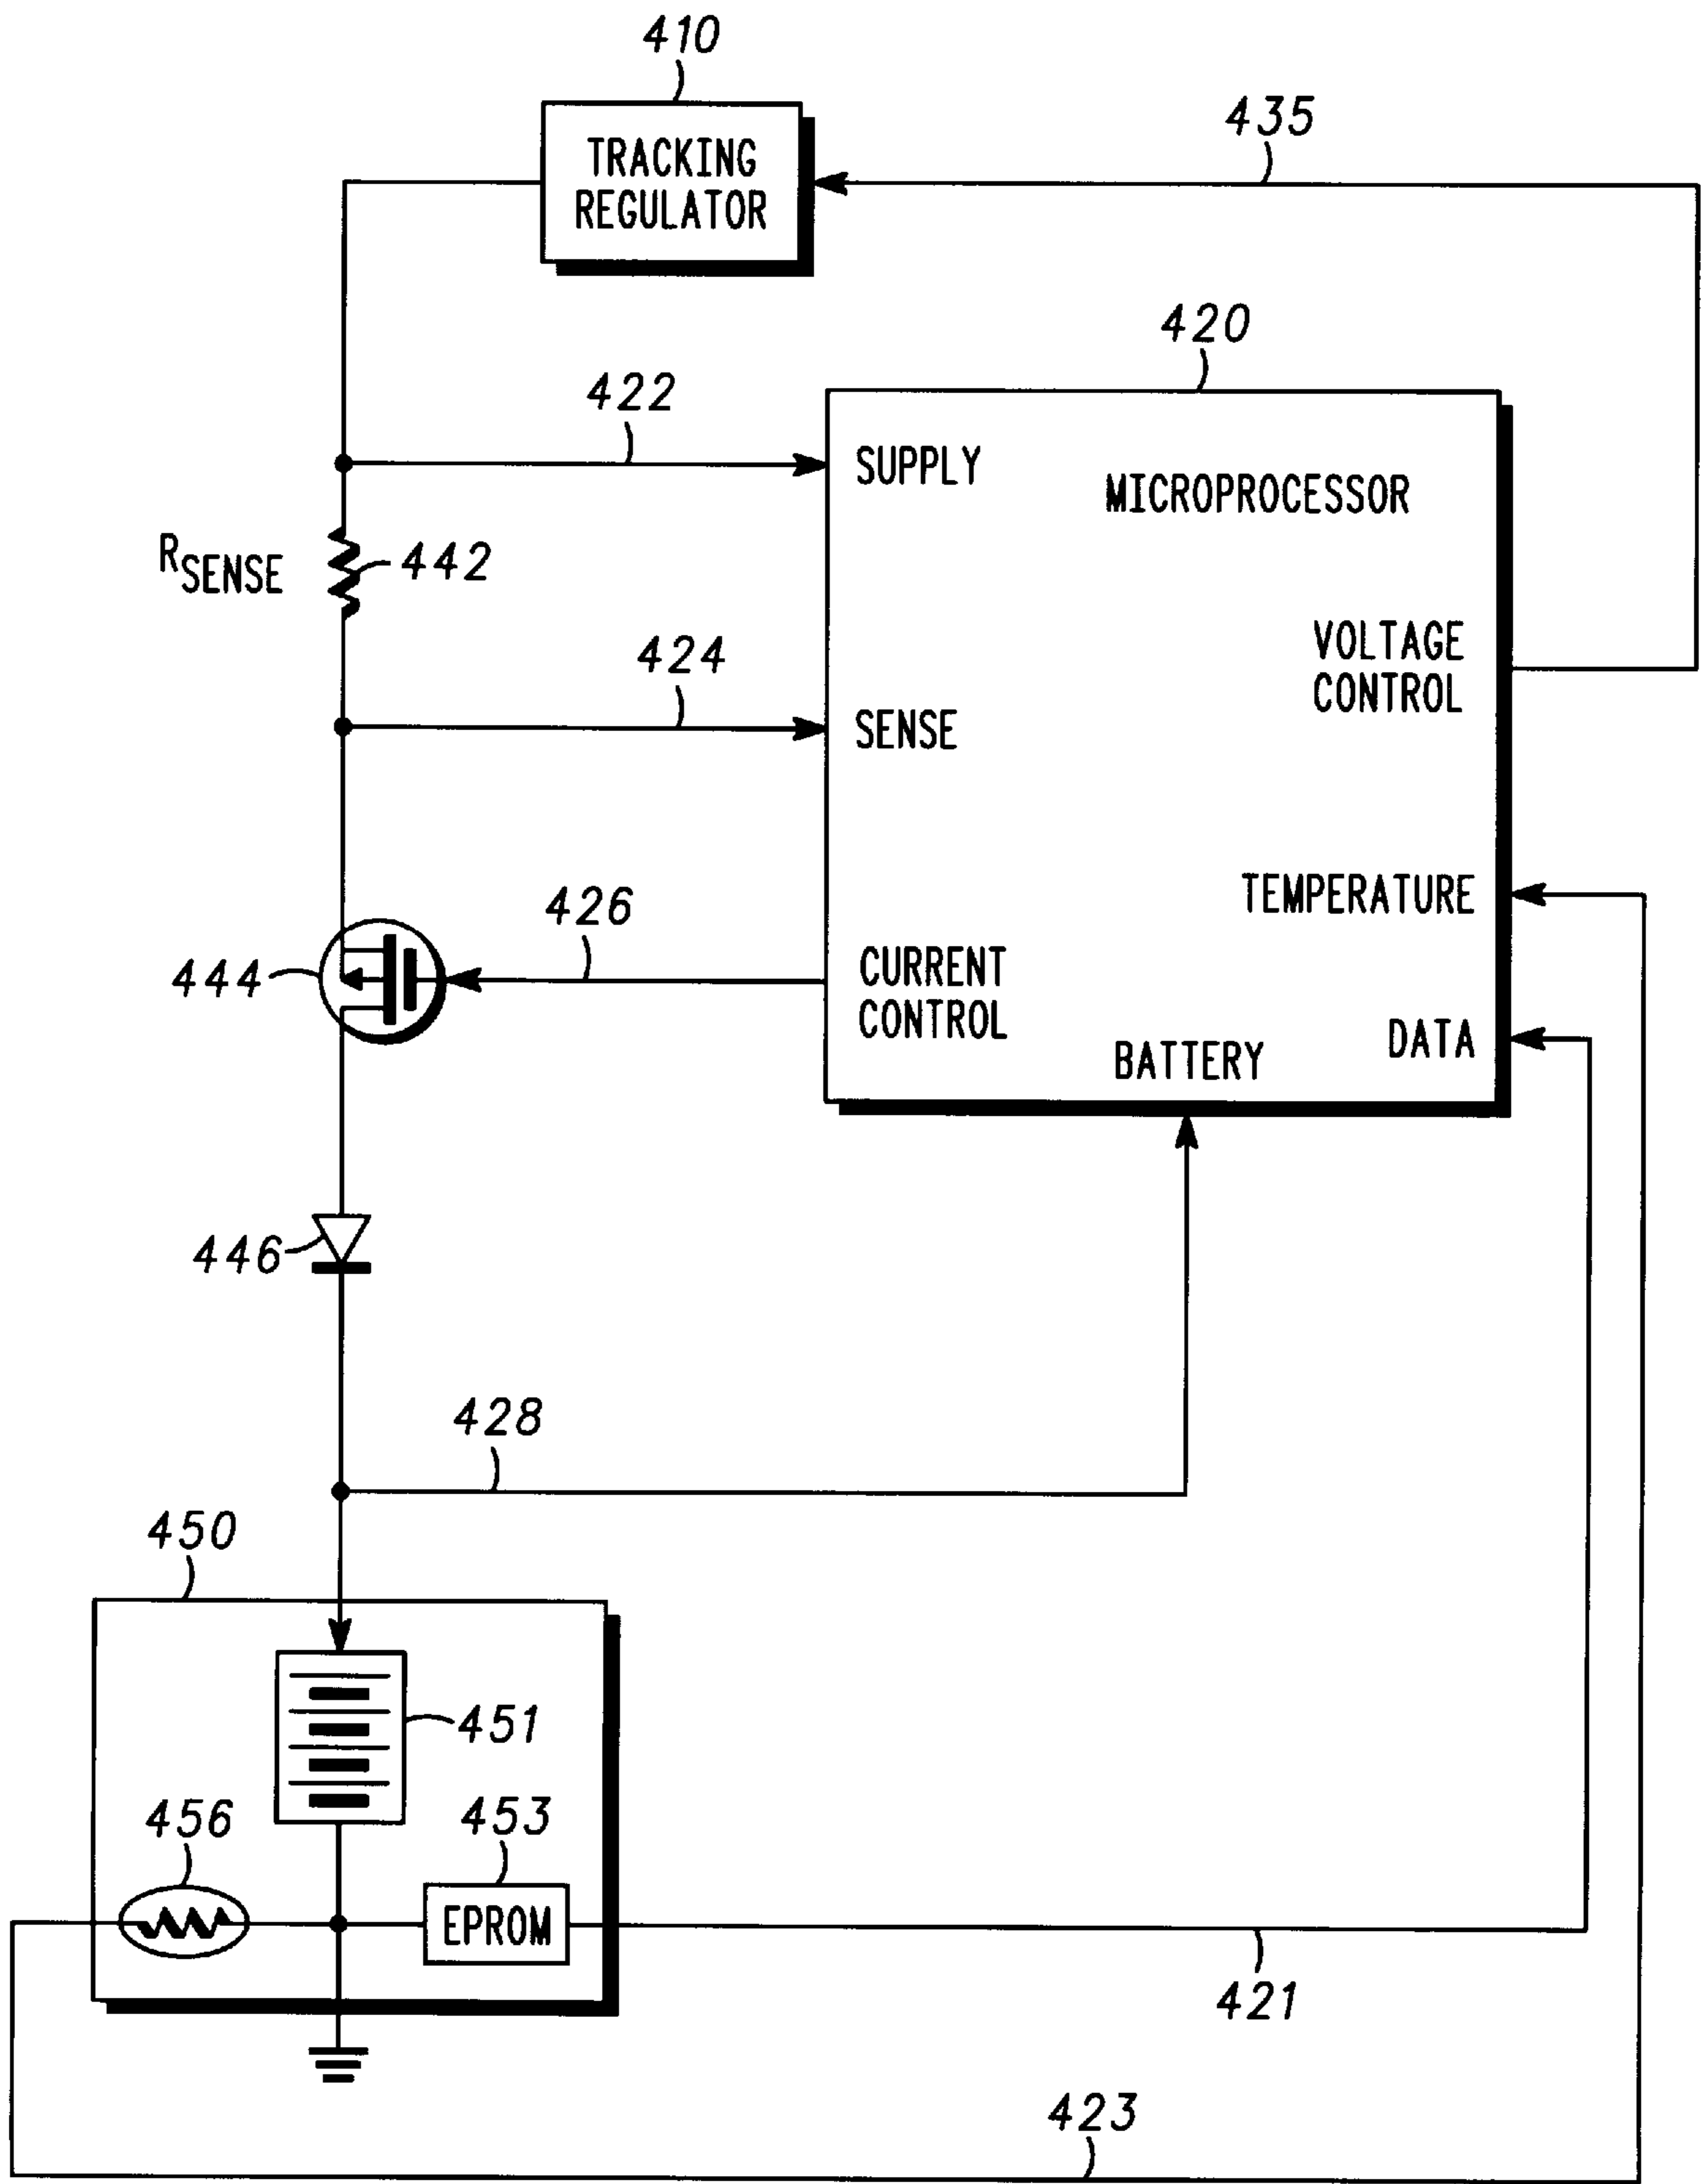 410
TRACKING
REGULATOR
435
420
422
SUPPLY
MICROPROCESSOR
RSENSE
442
424
VOLTAGE
CONTROL
SENSE
426
TEMPERATURE
444
CURRENT
CONTROL
DATA
BATTERY
446
428
450
451
456
453
EPROM
421
423